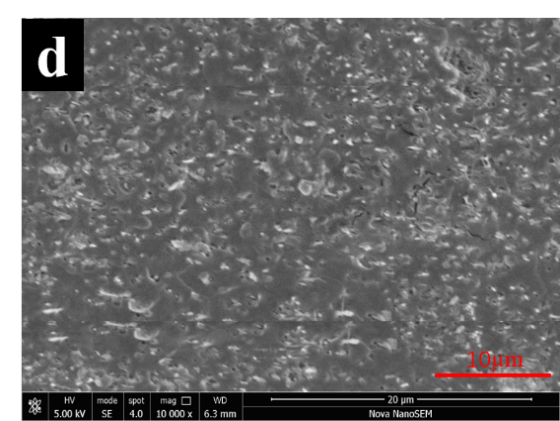 d
10μm
HV mode spot mag WD 20 μm
5.00 kV SE 4.0 10 000 x 6.3 mm Nova NanoSEM